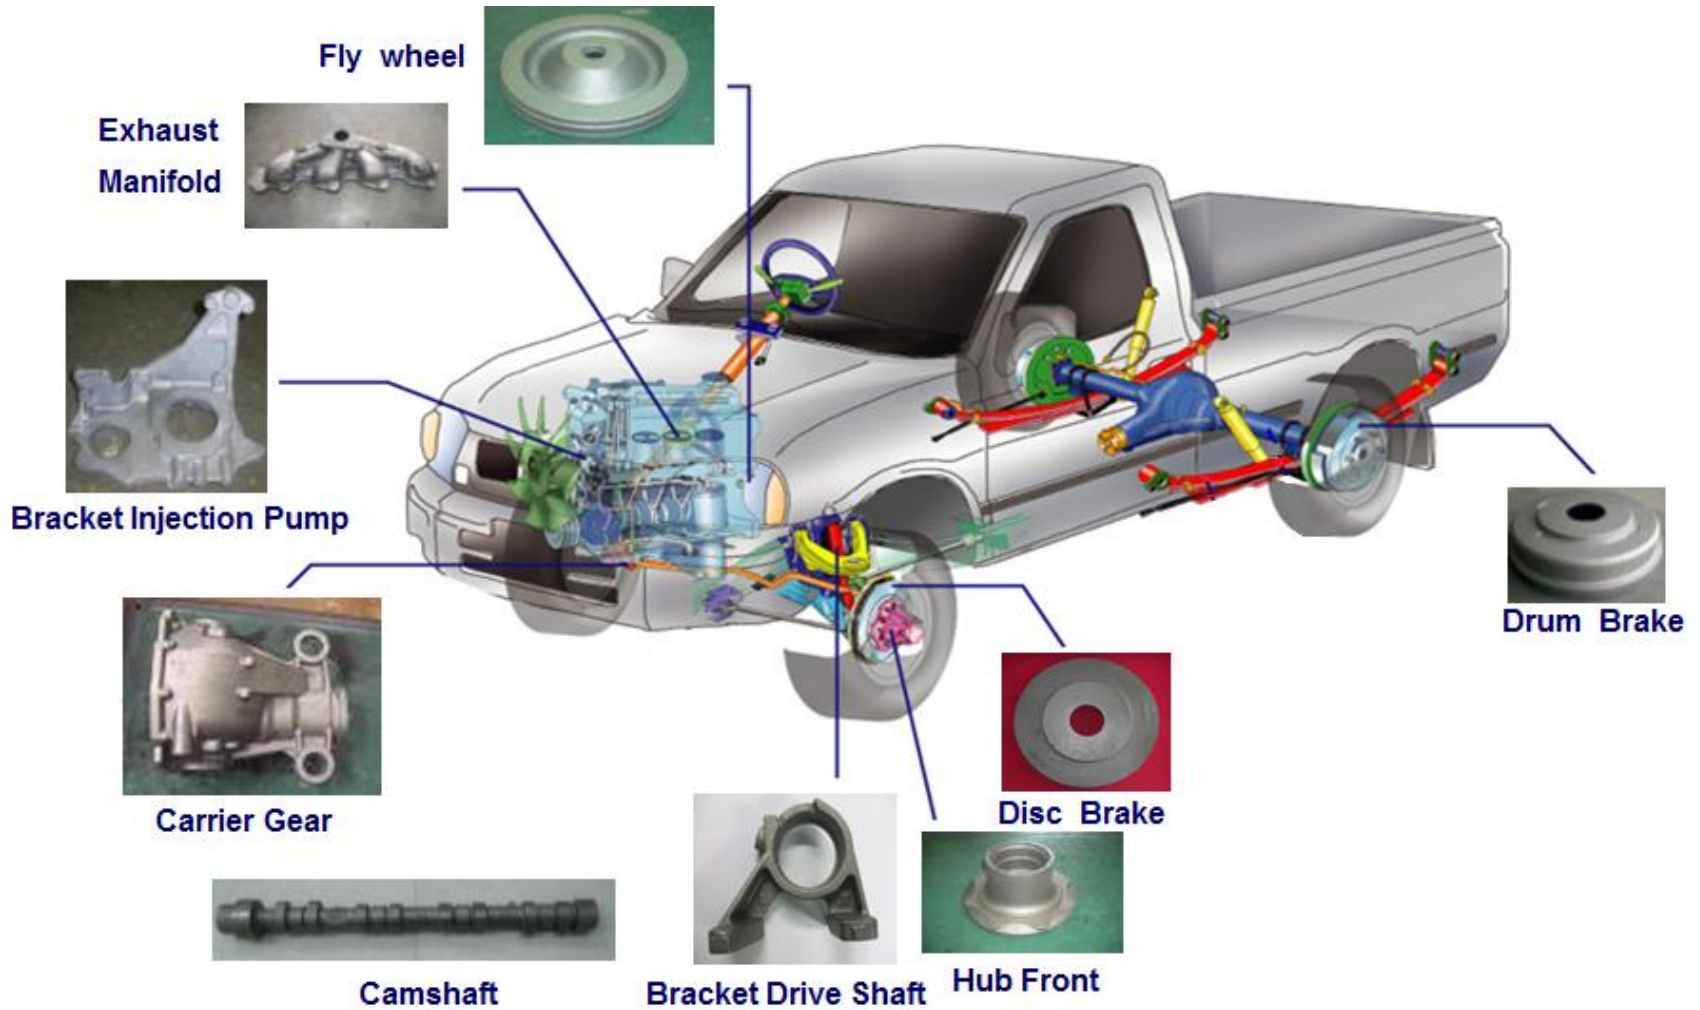 Fly wheel
Exhaust
Manifold
Bracket Injection Pump
Drum Brake
Carrier Gear
Disc Brake
Camshaft
Bracket Drive Shaft
Hub Front